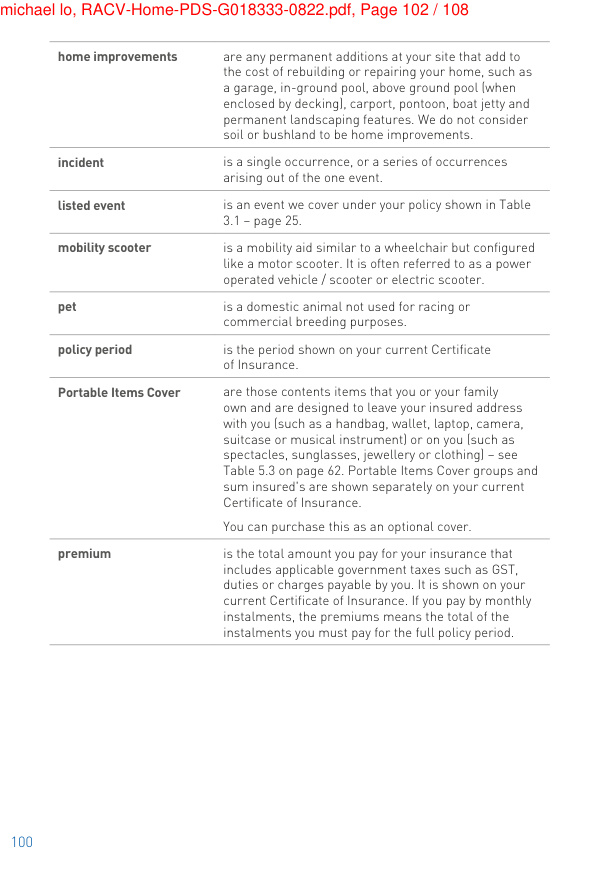 michael lo, RACV-Home-PDS-G018333-0822.pdf, Page 102 / 108
home improvements
are any permanent additions at your site that add to
the cost of rebuilding or repairing your home, such as
a garage, in-ground pool, above ground pool (when
enclosed by decking), carport, pontoon, boat jetty and
permanent landscaping features. We do not consider
soil or bushland to be home improvements.
incident
is a single occurrence, or a series of occurrences
arising out of the one event.
listed event
is an event we cover under your policy shown in Table
3.1 – page 25.
mobility scooter
is a mobility aid similar to a wheelchair but configured
like a motor scooter. It is often referred to as a power
operated vehicle / scooter or electric scooter.
pet
is a domestic animal not used for racing or
commercial breeding purposes.
policy period
is the period shown on your current Certificate
of Insurance.
Portable Items Cover
are those contents items that you or your family
own and are designed to leave your insured address
with you (such as a handbag, wallet, laptop, camera,
suitcase or musical instrument) or on you (such as
spectacles, sunglasses, jewellery or clothing) – see
Table 5.3 on page 62. Portable Items Cover groups and
sum insured's are shown separately on your current
Certificate of Insurance.
You can purchase this as an optional cover.
premium
is the total amount you pay for your insurance that
includes applicable government taxes such as GST,
duties or charges payable by you. It is shown on your
current Certificate of Insurance. If you pay by monthly
instalments, the premiums means the total of the
instalments you must pay for the full policy period.
100